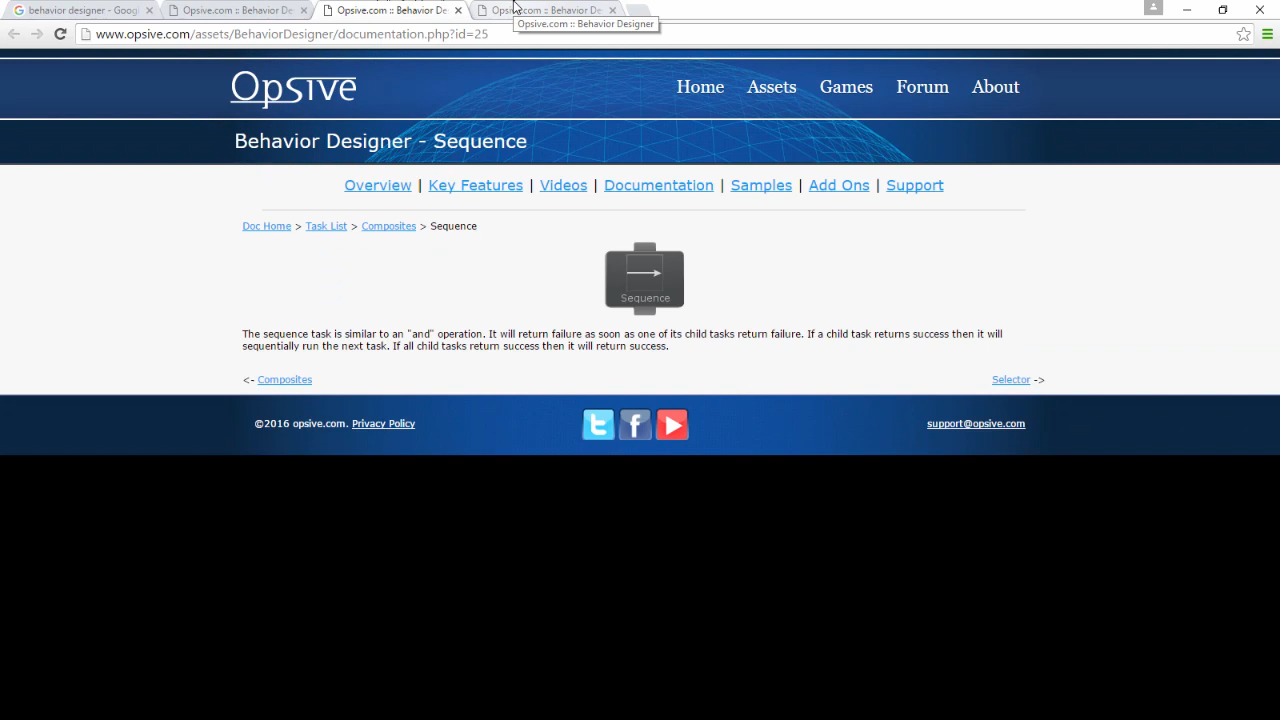 behavior designer - Goog
Opsive.com :: Behavior De
Opsive.com :: Behavior De
Opsive.com :: Behavior De
Opsive.com :: Behavior Designer
www.opsive.com/assets/BehaviorDesigner/documentation.php?id=25
Opsive
Home Assets Games Forum About
Behavior Designer - Sequence
Overview | Key Features | Videos | Documentation | Samples | Add Ons | Support
Doc Home > Task List > Composites > Sequence
Sequence
The sequence task is similar to an "and" operation. It will return failure as soon as one of its child tasks return failure. If a child task returns success then it will
sequentially run the next task. If all child tasks return success then it will return success.
<- Composites
Selector ->
©2016 opsive.com. Privacy Policy
support@opsive.com